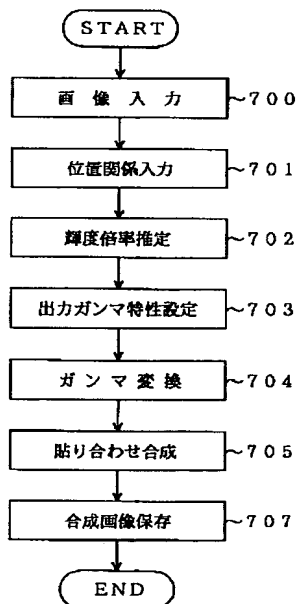 START
画像入力 ~700
位置関係入力 ~701
輝度倍率推定 ~702
出力ガンマ特性設定 ~703
ガンマ変換 ~704
貼り合わせ合成 ~705
合成画像保存 ~707
END